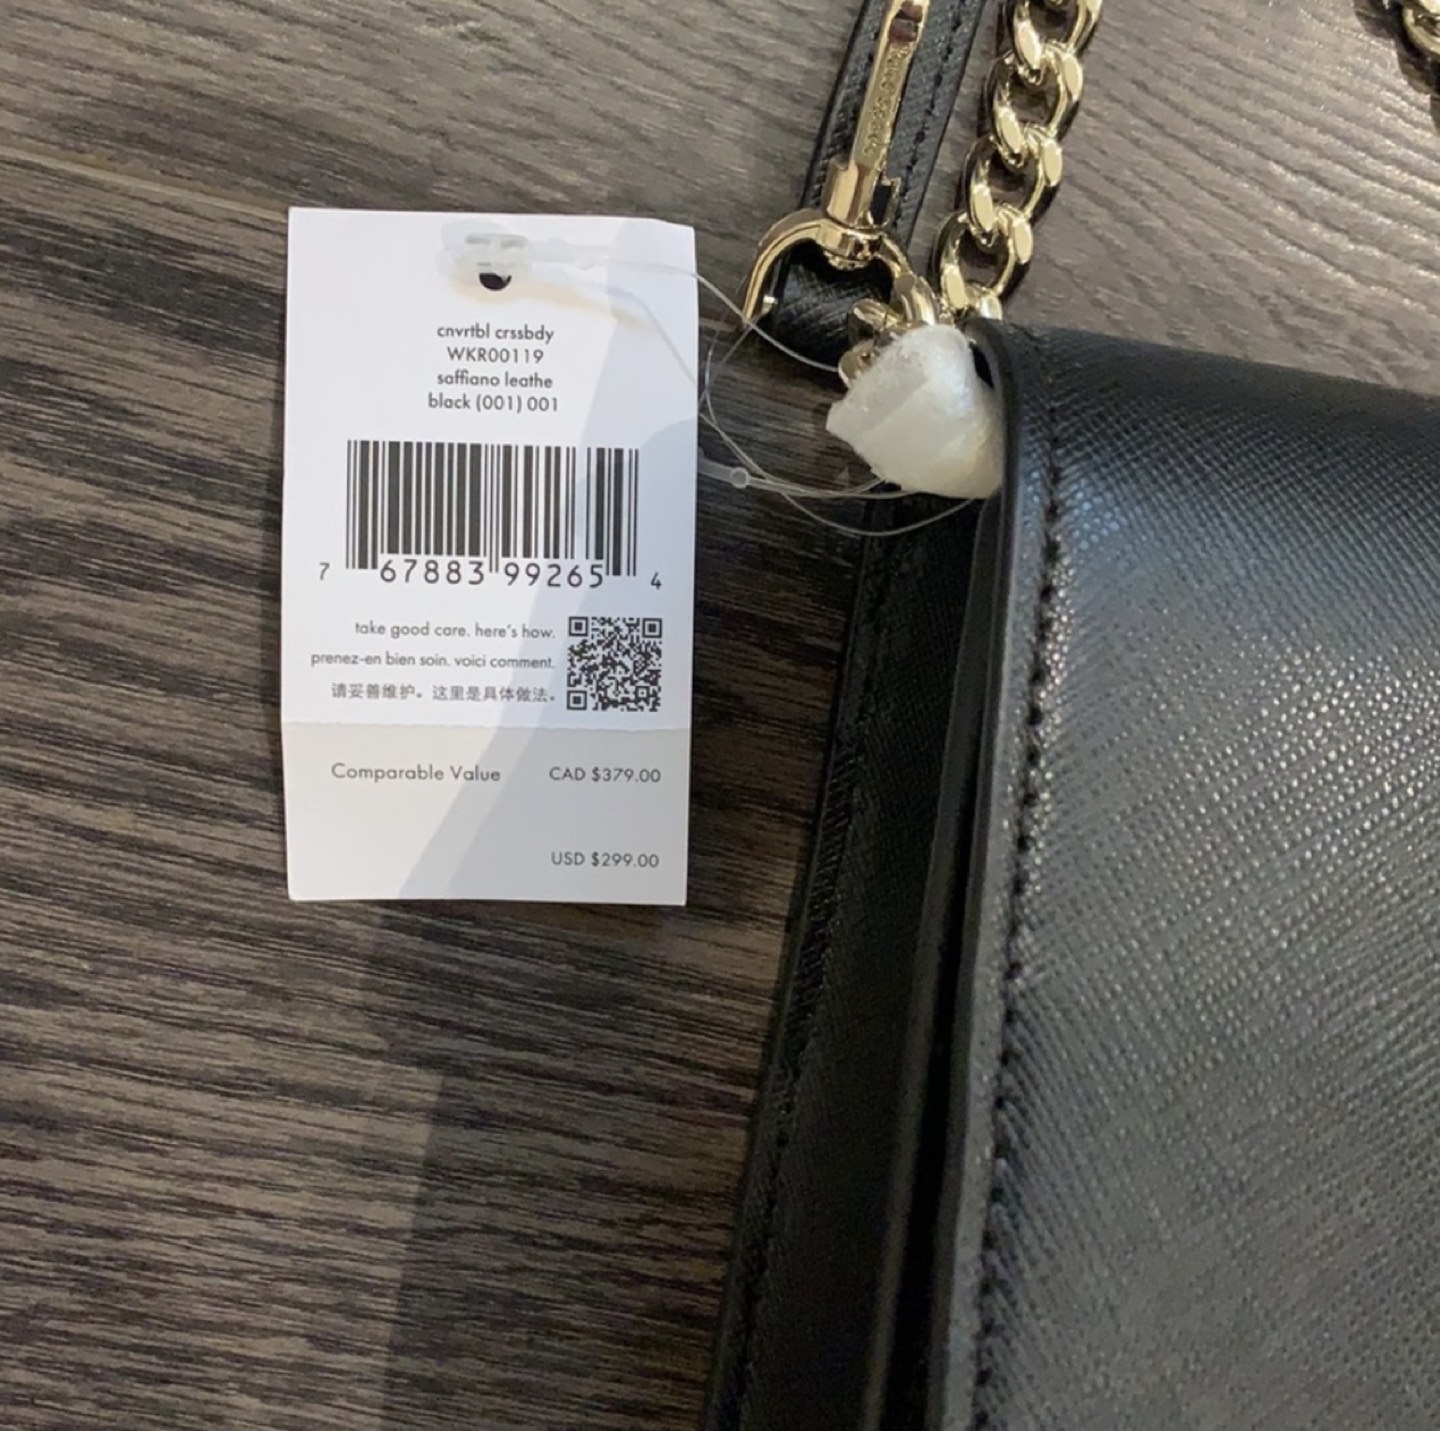 cnvrtbl crssbdy
WKR00119
saffiano leathe
black (001) 001
7 67883 99265 4
take good care. here's how.
prenez-en bien soin. voici comment.
请妥善维护。这里是具体做法。
Comparable Value CAD $379.00
USD $299.00